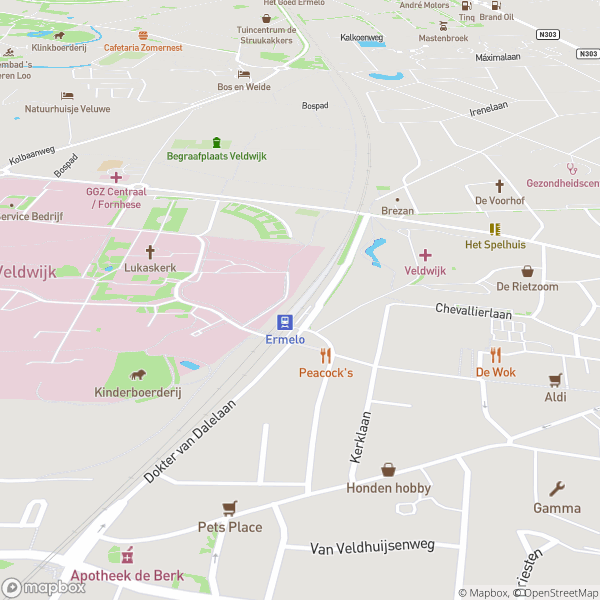 Het Goed Ermelo
André Motors
Tinq
Brand Oil
Tuincentrum de
Struukakkers
Klinkboerderij
Cafetaria Zomernest
Kalkoenweg
Mastenbroek
N303
Máximalaan
N303
embad 's
eren Loo
Bos en Weide
Natuurhuisje Veluwe
Bospad
Irenelaan
Kolbaanweg
Bospad
Begraafplaats Veldwijk
Gezondheidscen
GGZ Centraal
/ Fornhese
De Voorhof
Service Bedrijf
Brezan
Het Spelhuis
Lukaskerk
Veldwijk
Veldwijk
De Rietzoom
Chevallierlaan
Ermelo
Peacock's
De Wok
Kinderboerderij
Aldi
Dokter van Dalelaan
Kerklaan
Honden hobby
Gamma
Pets Place
Van Veldhuijsenweg
Apotheek de Berk
riesten
mapbox
© Mapbox, © OpenStreetMap